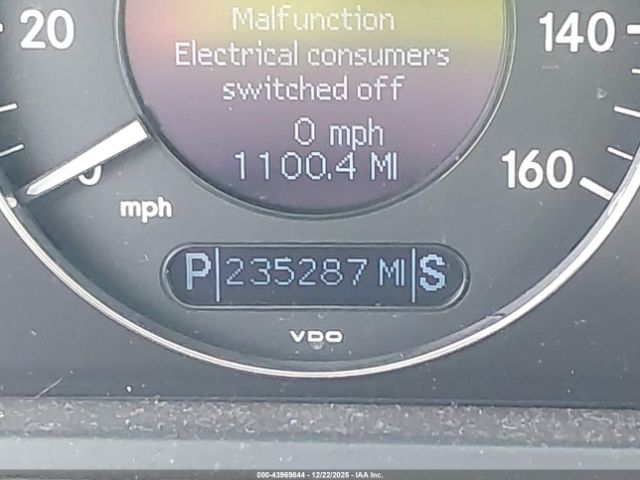 Malfunction
Electrical consumers
switched off
0 mph
1100.4 MI
20
140
160
0
mph
P 235287 MI S
VDO
000-43969844 - 12/22/2025 - IAA Inc.